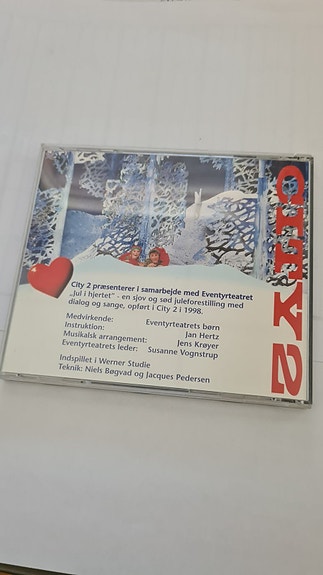 CITY 2
City 2 præsenterer i samarbejde med Eventyrteatret
„Jul i hjertet" - en sjov og sød juleforestilling med
dialog og sange, opført i City 2 i 1998.
Medvirkende: Eventyrteatrets børn
Instruktion: Jan Hertz
Musikalsk arrangement: Jens Krøyer
Eventyrteatrets leder: Susanne Vognstrup
Indspillet i Werner Studie
Teknik: Niels Bøgvad og Jacques Pedersen